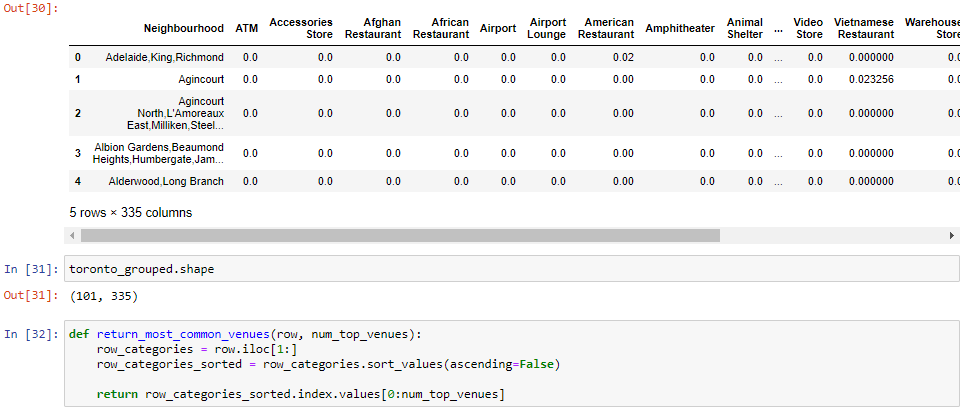 Out[30]:
Neighbourhood ATM Accessories Store Afghan Restaurant African Restaurant Airport Airport Lounge American Restaurant Amphitheater Animal Shelter ... Video Store Vietnamese Restaurant Warehouse Store
0 Adelaide,King,Richmond 0.0 0.0 0.0 0.0 0.0 0.0 0.02 0.0 0.0 ... 0.0 0.000000 0.0
1 Agincourt 0.0 0.0 0.0 0.0 0.0 0.0 0.00 0.0 0.0 ... 0.0 0.023256 0.0
2 Agincourt North,L'Amoreaux East,Milliken,Steel... 0.0 0.0 0.0 0.0 0.0 0.0 0.00 0.0 0.0 ... 0.0 0.000000 0.0
3 Albion Gardens,Beaumond Heights,Humbergate,Jam... 0.0 0.0 0.0 0.0 0.0 0.0 0.00 0.0 0.0 ... 0.0 0.000000 0.0
4 Alderwood,Long Branch 0.0 0.0 0.0 0.0 0.0 0.0 0.00 0.0 0.0 ... 0.0 0.000000 0.0
5 rows × 335 columns
In [31]: toronto_grouped.shape
Out[31]: (101, 335)
In [32]: def return_most_common_venues(row, num_top_venues):
row_categories = row.iloc[1:]
row_categories_sorted = row_categories.sort_values(ascending=False)
return row_categories_sorted.index.values[0:num_top_venues]